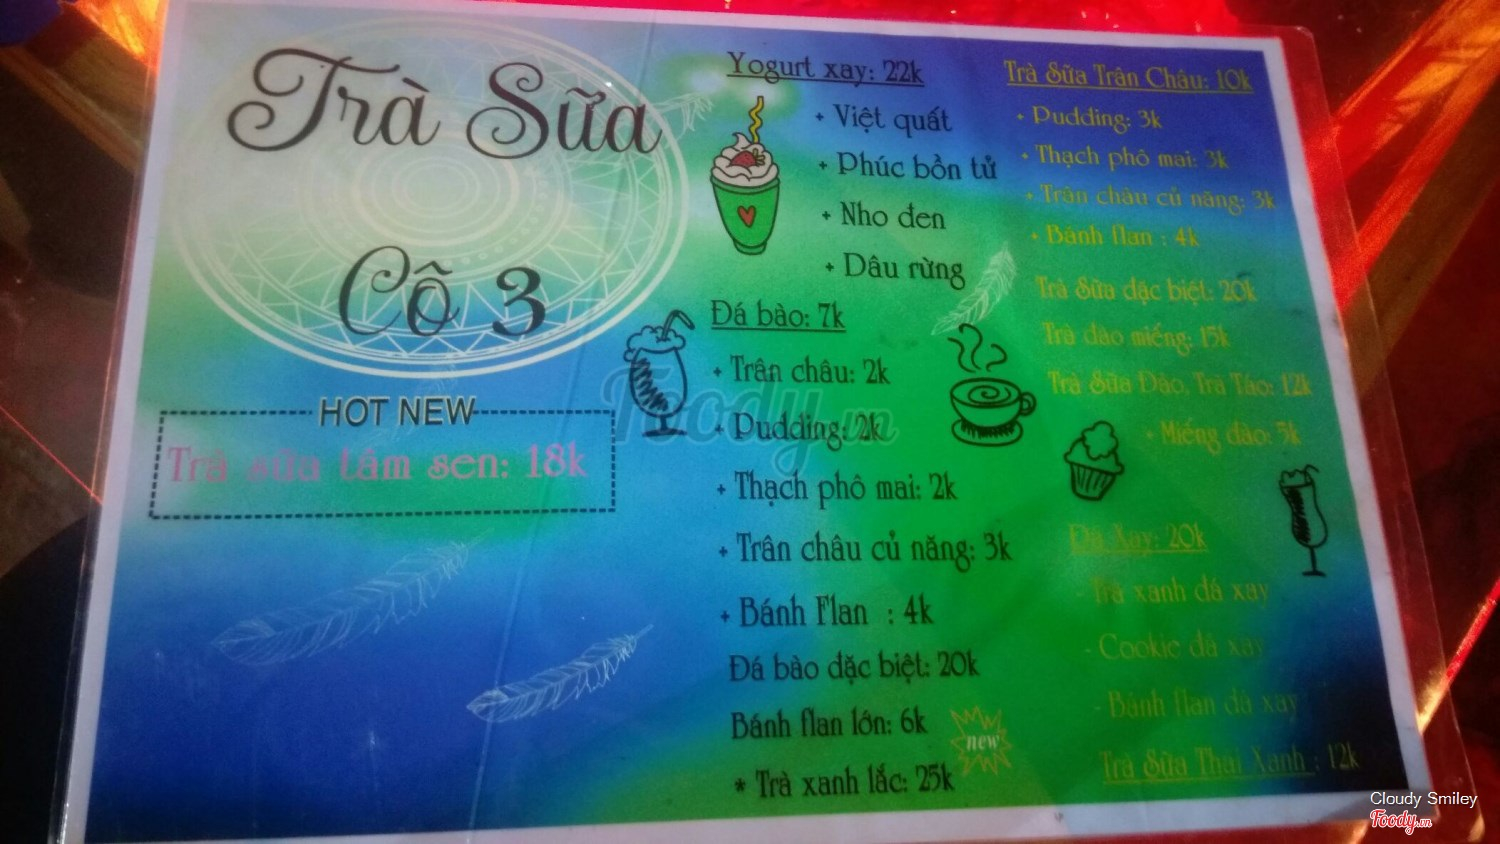 Trà Sữa
Cô 3
HOT NEW
Trà sữa tâm sen: 18k
Yogurt xay: 22k
+ Việt quất
+ Phúc bồn tử
+ Nho đen
+ Dâu rừng
Đá bào: 7k
+ Trân châu: 2k
+ Pudding: 2k
+ Thạch phô mai: 2k
+ Trân châu củ năng: 3k
+ Bánh Flan : 4k
Đá bào đặc biệt: 20k
Bánh flan lớn: 6k
new
* Trà xanh lắc: 25k
Trà Sữa Trân Châu: 10k
+ Pudding: 3k
+ Thạch phô mai: 3k
+ Trân châu củ năng: 3k
+ Bánh flan : 4k
Trà Sữa đặc biệt: 20k
Trà đào miếng: 15k
Trà Sữa Đào, Trà Táo: 12k
+ Miếng đào: 5k
Đá Xay: 20k
- Trà xanh đá xay
- Cookie đá xay
- Bánh flan đá xay
Trà Sữa Thái Xanh : 12k
Foody.vn
Cloudy Smiley
Foody.vn